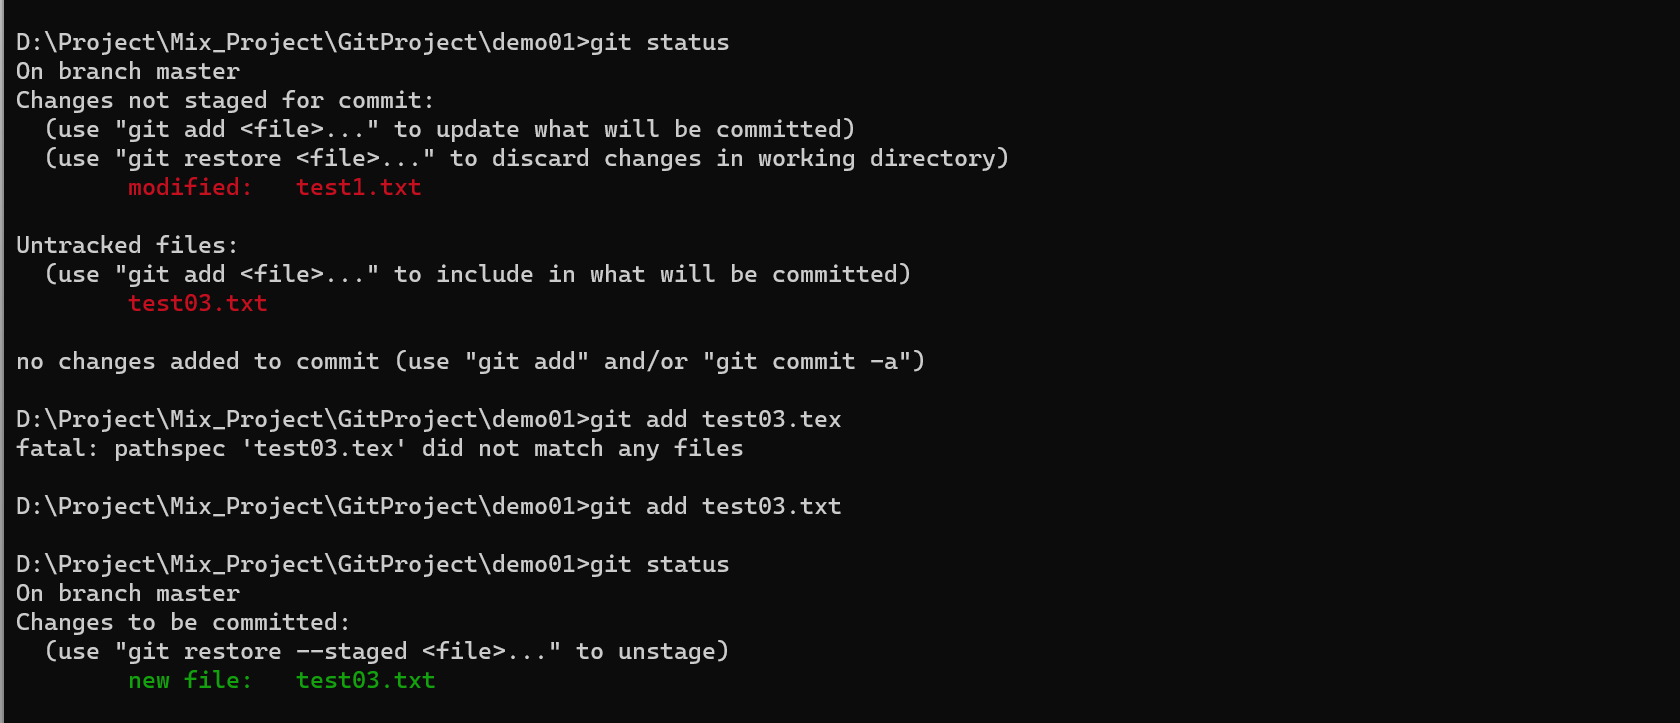 D:\Project\Mix_Project\GitProject\demo01>git status
On branch master
Changes not staged for commit:
  (use "git add <file>..." to update what will be committed)
  (use "git restore <file>..." to discard changes in working directory)
        modified:   test1.txt

Untracked files:
  (use "git add <file>..." to include in what will be committed)
        test03.txt

no changes added to commit (use "git add" and/or "git commit -a")

D:\Project\Mix_Project\GitProject\demo01>git add test03.tex
fatal: pathspec 'test03.tex' did not match any files

D:\Project\Mix_Project\GitProject\demo01>git add test03.txt

D:\Project\Mix_Project\GitProject\demo01>git status
On branch master
Changes to be committed:
  (use "git restore --staged <file>..." to unstage)
        new file:   test03.txt